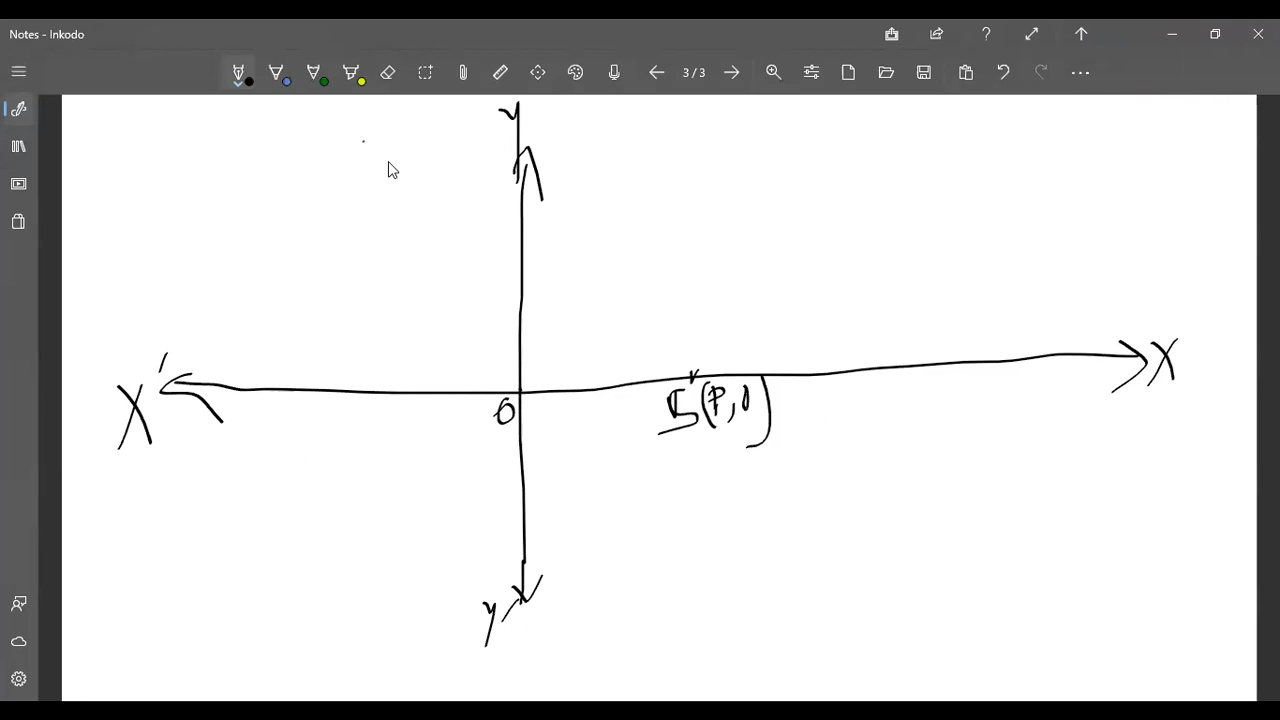 Notes - Inkodo
3/3
y
X'
X
O
S(P,0)
y'